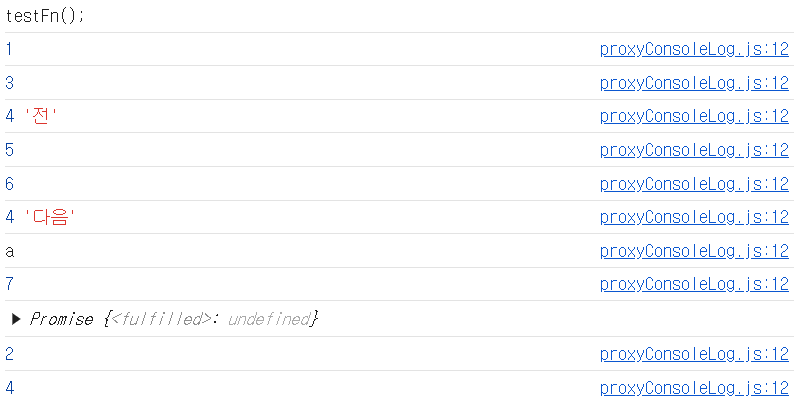 testFn();
1 proxyConsoleLog.js:12
3 proxyConsoleLog.js:12
4 '전' proxyConsoleLog.js:12
5 proxyConsoleLog.js:12
6 proxyConsoleLog.js:12
4 '다음' proxyConsoleLog.js:12
a proxyConsoleLog.js:12
7 proxyConsoleLog.js:12
▶ Promise {<fulfilled>: undefined}
2 proxyConsoleLog.js:12
4 proxyConsoleLog.js:12